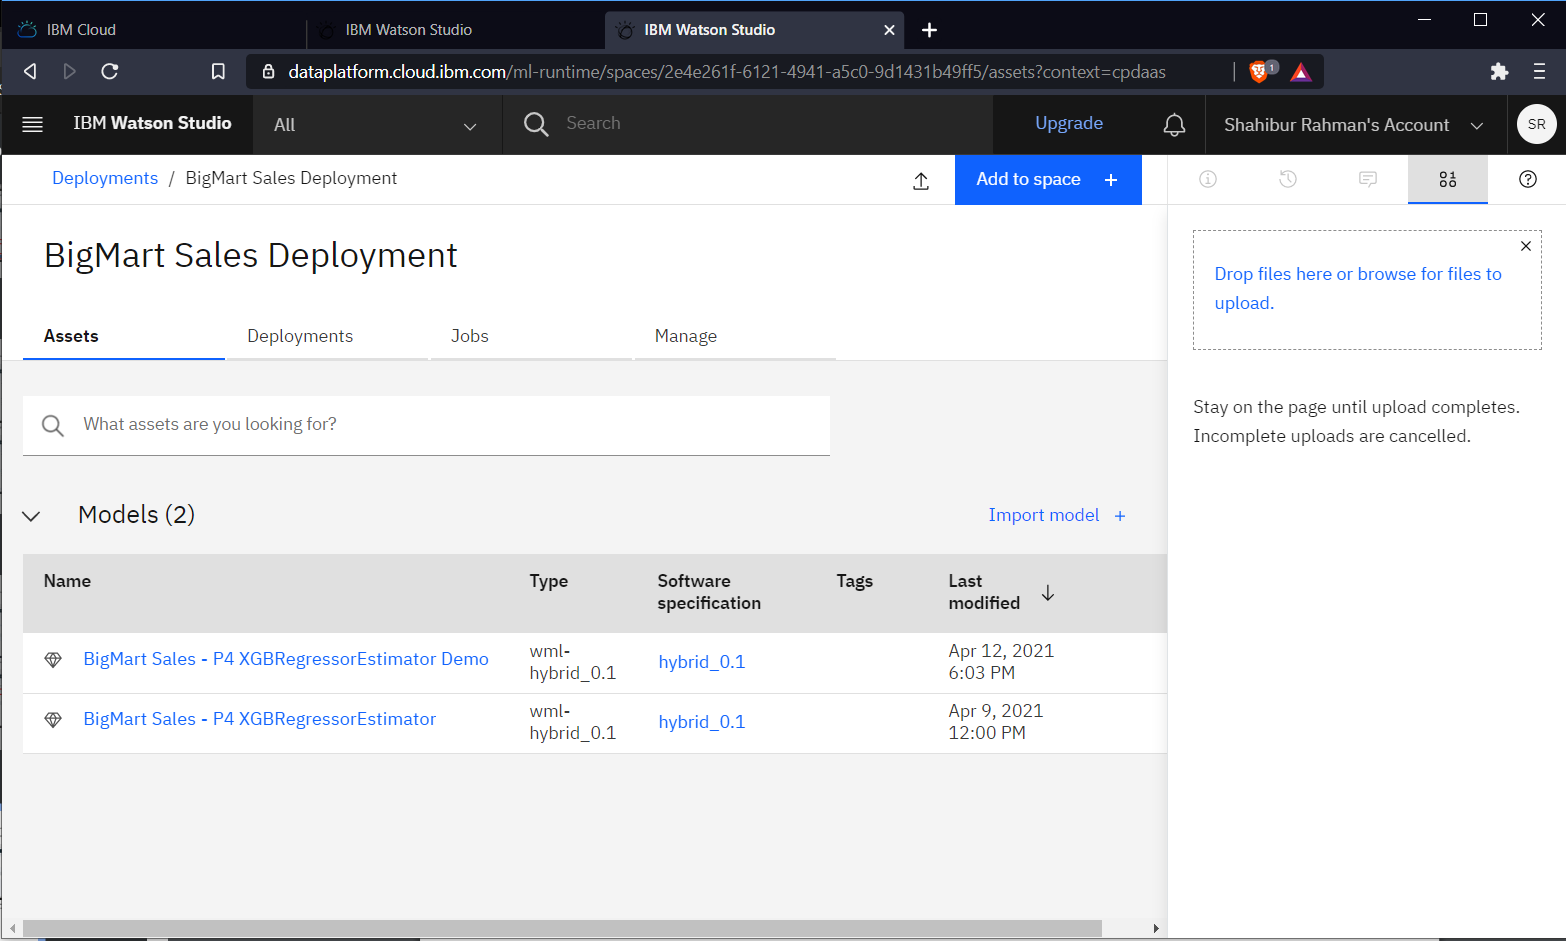 IBM Cloud
IBM Watson Studio
IBM Watson Studio
dataplatform.cloud.ibm.com/ml-runtime/spaces/2e4e261f-6121-4941-a5c0-9d1431b49ff5/assets?context=cpdaas
1
IBM Watson Studio
All
Search
Upgrade
Shahibur Rahman's Account
SR
Deployments / BigMart Sales Deployment
Add to space +
BigMart Sales Deployment
Assets
Deployments
Jobs
Manage
What assets are you looking for?
Models (2)
Import model +
Name
Type
Software
specification
Tags
Last
modified
BigMart Sales - P4 XGBRegressorEstimator Demo
wml-
hybrid_0.1
hybrid_0.1
Apr 12, 2021
6:03 PM
BigMart Sales - P4 XGBRegressorEstimator
wml-
hybrid_0.1
hybrid_0.1
Apr 9, 2021
12:00 PM
Drop files here or browse for files to
upload.
Stay on the page until upload completes.
Incomplete uploads are cancelled.